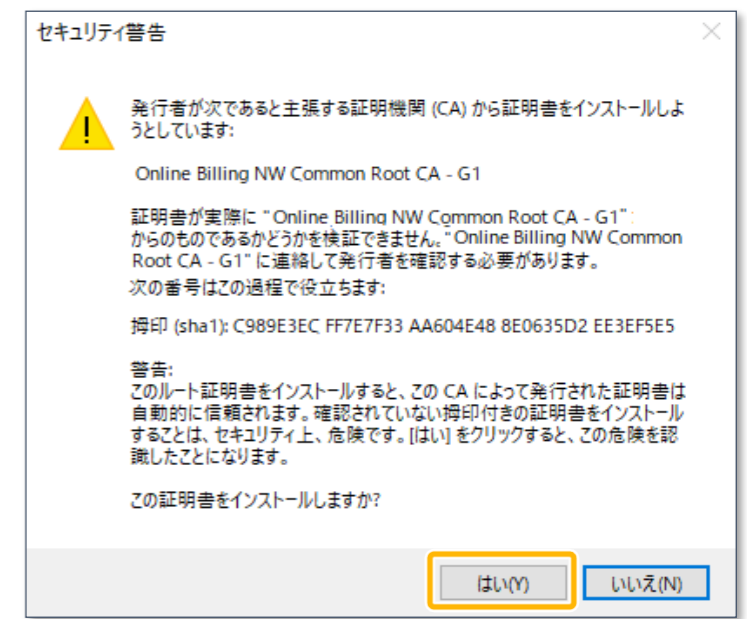 セキュリティ警告
発行者が次であると主張する証明機関 (CA) から証明書をインストールしよ
うとしています:
Online Billing NW Common Root CA - G1
証明書が実際に "Online Billing NW Common Root CA - G1"
からのものであるかどうかを検証できません。"Online Billing NW Common
Root CA - G1" に連絡して発行者を確認する必要があります。
次の番号はこの過程で役立ちます:
拇印 (sha1): C989E3EC FF7E7F33 AA604E48 8E0635D2 EE3EF5E5
警告:
このルート証明書をインストールすると、この CA によって発行された証明書は
自動的に信頼されます。確認されていない拇印付きの証明書をインストール
することは、セキュリティ上、危険です。[はい] をクリックすると、この危険を認
識したことになります。
この証明書をインストールしますか?
はい(Y)
いいえ(N)